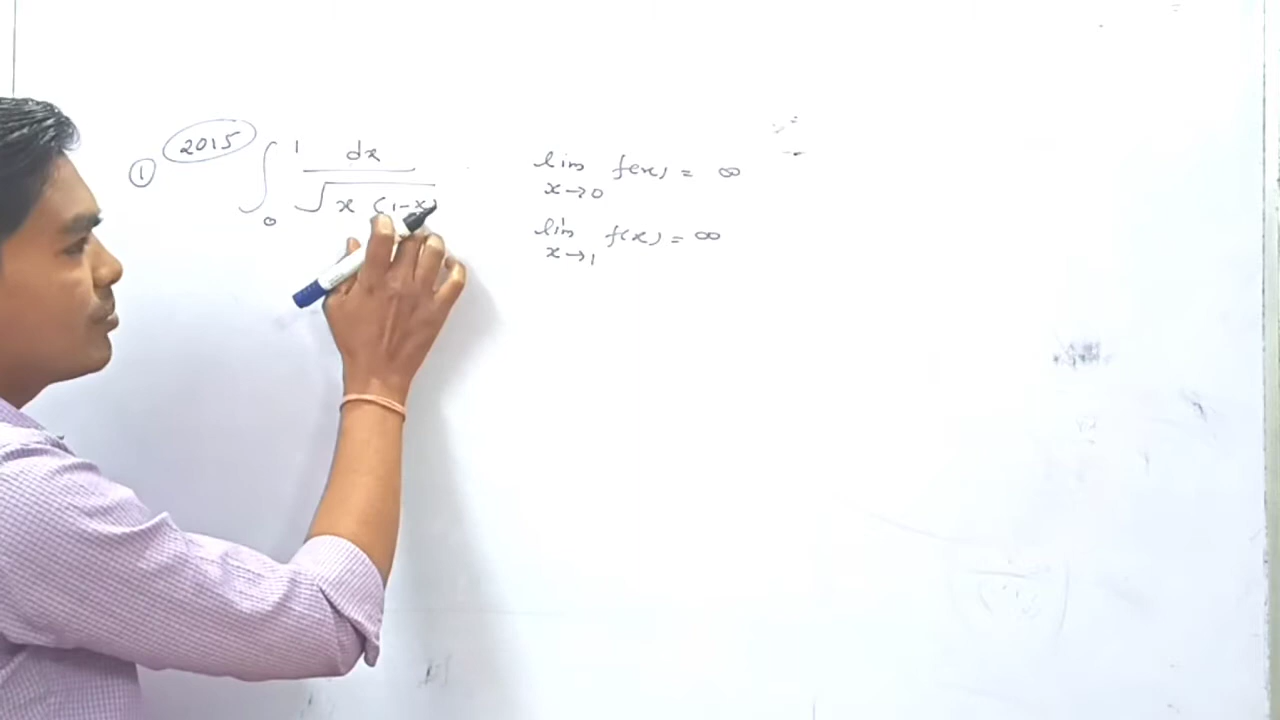 ① 2015 ∫₀¹ dx / √x (1-x)
lim x→0 f(x) = ∞
lim x→1 f(x) = ∞